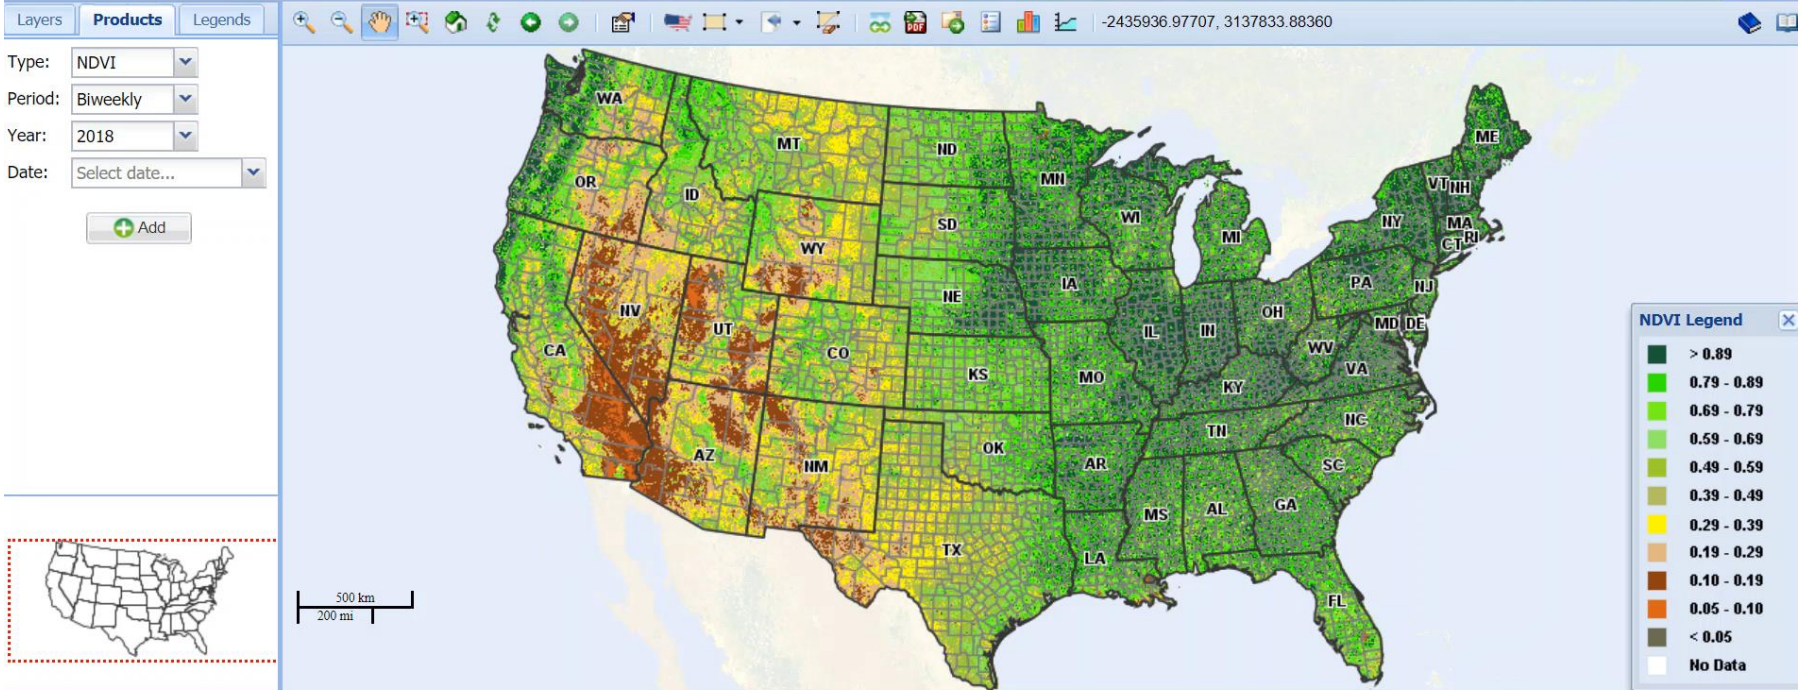 Layers Products Legends
-2435936.97707, 3137833.88360
Type: NDVI
Period: Biweekly
Year: 2018
Date: Select date...
Add
WA
MT
ND
MN
ME
OR
ID
SD
WI
MI
VT
NH
NY
MA
RI
CT
WY
NE
IA
PA
NJ
NV
UT
IL
IN
OH
MD
DE
CA
CO
KS
MO
WV
VA
KY
AZ
NM
OK
AR
TN
NC
SC
MS
AL
GA
TX
LA
FL
500 km
200 mi
NDVI Legend
> 0.89
0.79 - 0.89
0.69 - 0.79
0.59 - 0.69
0.49 - 0.59
0.39 - 0.49
0.29 - 0.39
0.19 - 0.29
0.10 - 0.19
0.05 - 0.10
< 0.05
No Data
PDF